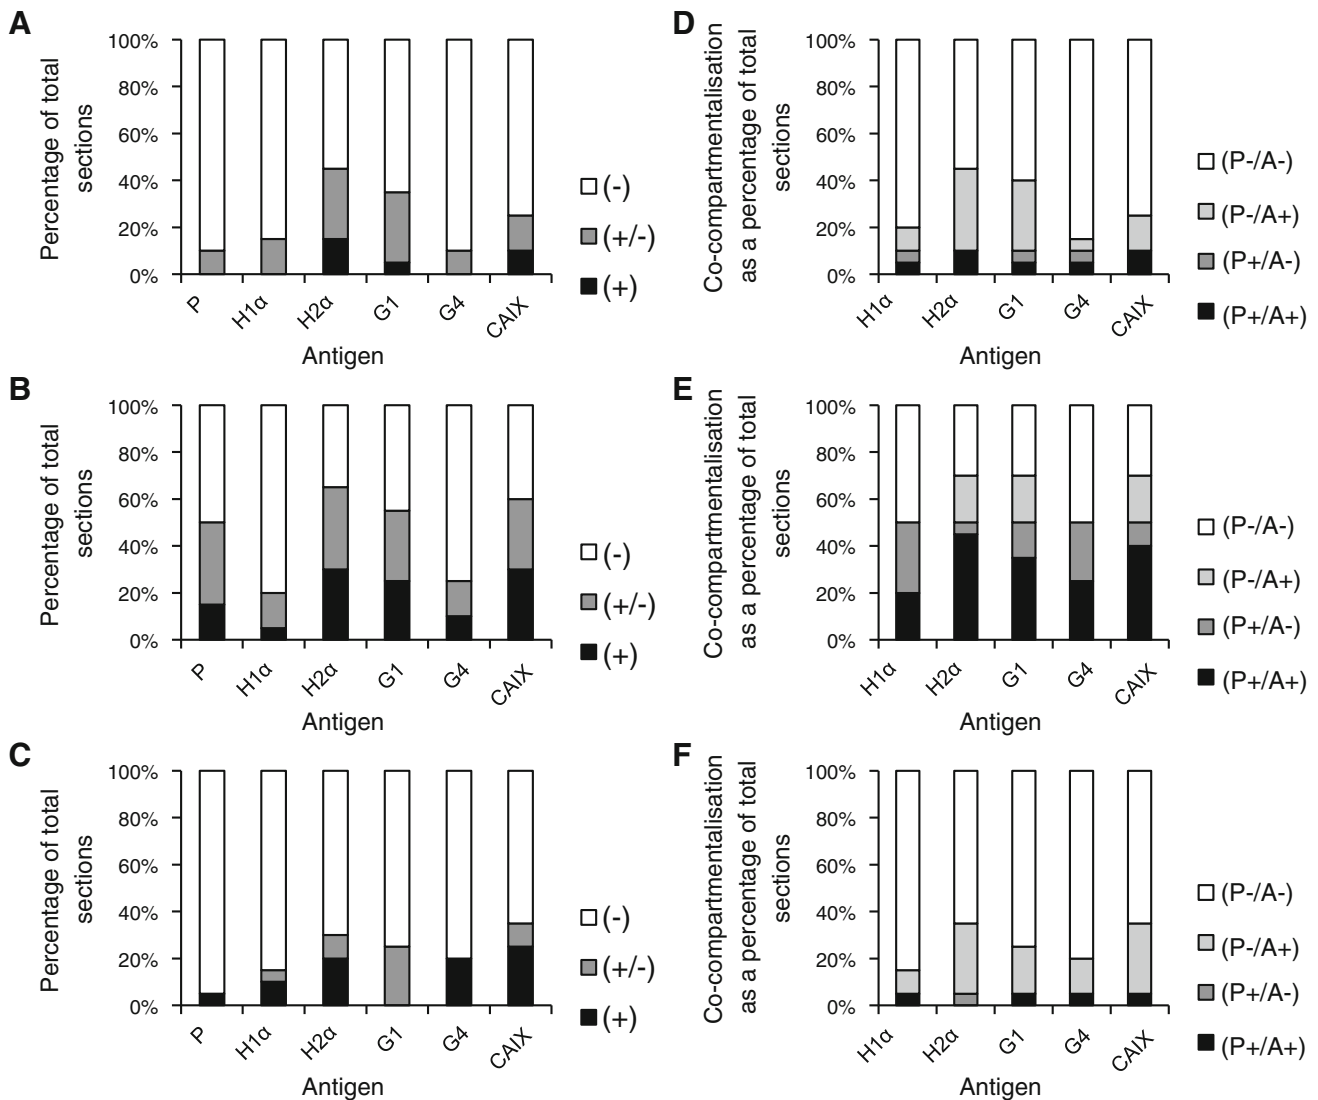 A
Percentage of total
sections
100%
80%
60%
40%
20%
0%
P
H1α
H2α
G1
G4
CAIX
Antigen
(-)
(+/-)
(+)
D
Co-compartmentalisation
as a percentage of total
sections
100%
80%
60%
40%
20%
0%
H1α
H2α
G1
G4
CAIX
Antigen
(P-/A-)
(P-/A+)
(P+/A-)
(P+/A+)
B
Percentage of total
sections
100%
80%
60%
40%
20%
0%
P
H1α
H2α
G1
G4
CAIX
Antigen
(-)
(+/-)
(+)
E
Co-compartmentalisation
as a percentage of total
sections
100%
80%
60%
40%
20%
0%
H1α
H2α
G1
G4
CAIX
Antigen
(P-/A-)
(P-/A+)
(P+/A-)
(P+/A+)
C
Percentage of total
sections
100%
80%
60%
40%
20%
0%
P
H1α
H2α
G1
G4
CAIX
Antigen
(-)
(+/-)
(+)
F
Co-compartmentalisation
as a percentage of total
sections
100%
80%
60%
40%
20%
0%
H1α
H2α
G1
G4
CAIX
Antigen
(P-/A-)
(P-/A+)
(P+/A-)
(P+/A+)